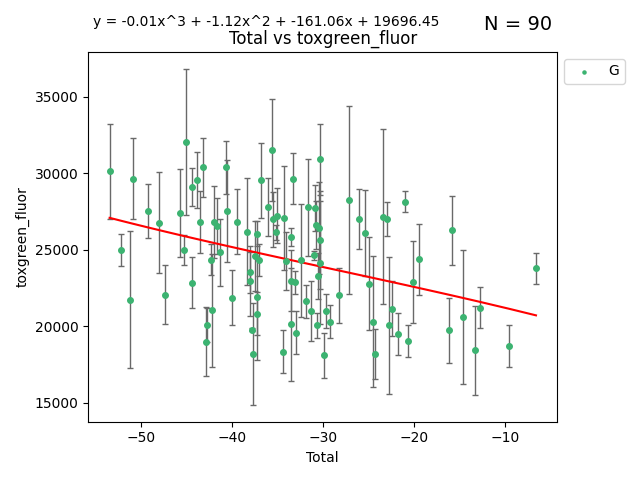 y = -0.01x^3 + -1.12x^2 + -161.06x + 19696.45
N = 90
Total vs toxgreen_fluor
G
toxgreen_fluor
35000
30000
25000
20000
15000
−50
−40
−30
−20
−10
Total